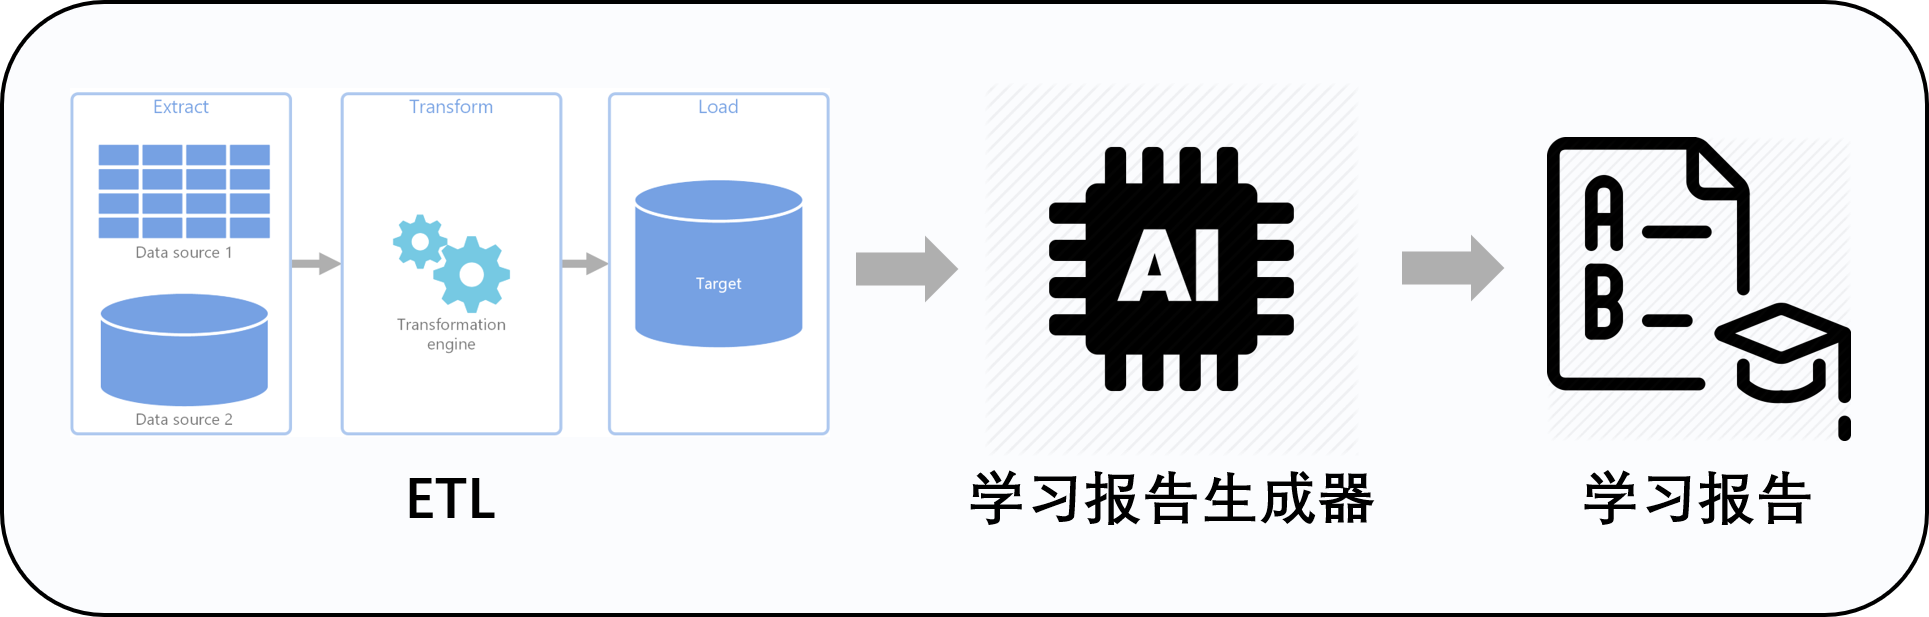 Extract
Data source 1
Data source 2
Transform
Transformation
engine
Load
Target
ETL
AI
学习报告生成器
A
B
学习报告